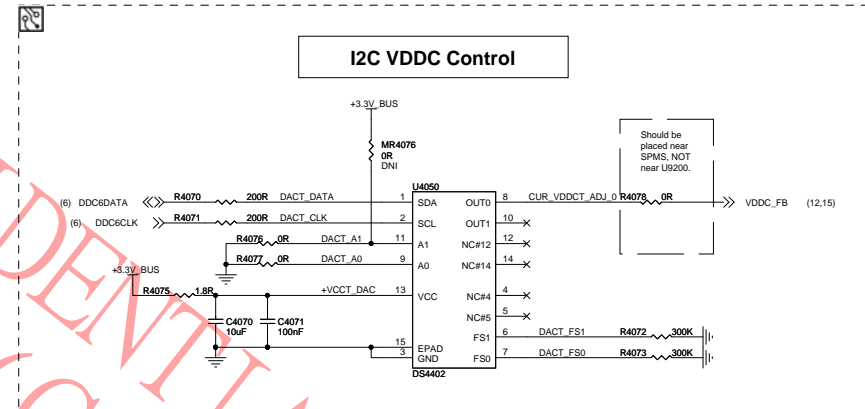 I2C VDDC Control
+3.3V_BUS
MR4076
0R
DNI
Should be
placed near
SPMS, NOT
near U9200.
U4050
(6) DDC6DATA R4070 200R DACT_DATA 1 SDA OUT0 8 CUR_VDDCT_ADJ_0 R4078 0R VDDC_FB (12,15)
(6) DDC6CLK R4071 200R DACT_CLK 2 SCL OUT1 10
R4076 0R DACT_A1 11 A1 NC#12 12
R4077 0R DACT_A0 9 A0 NC#14 14
+3.3V_BUS
R4075 1.8R +VCCT_DAC 13 VCC NC#4 4
NC#5 5
C4070
10uF
C4071
100nF
FS1 6 DACT_FS1 R4072 300K
15 EPAD
3 GND FS0 7 DACT_FS0 R4073 300K
DS4402